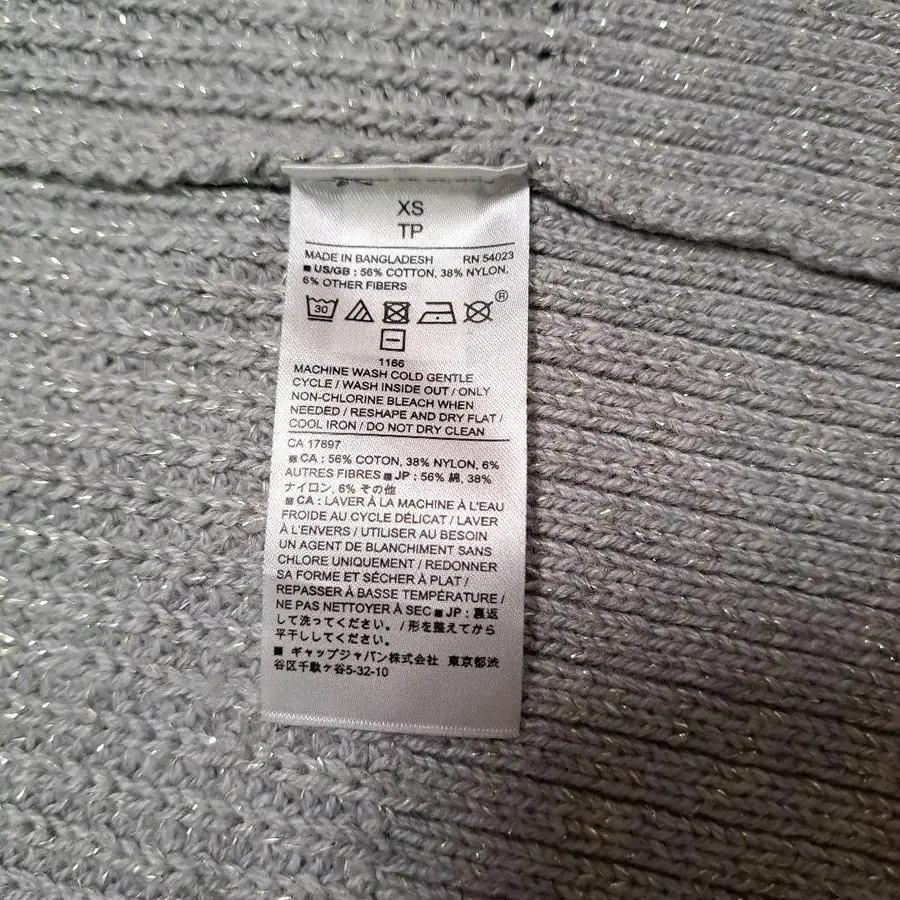 XS
TP
MADE IN BANGLADESH RN 54023
■ US/GB : 56% COTTON, 38% NYLON,
6% OTHER FIBERS
30
®
1166
MACHINE WASH COLD GENTLE
CYCLE / WASH INSIDE OUT / ONLY
NON-CHLORINE BLEACH WHEN
NEEDED / RESHAPE AND DRY FLAT /
COOL IRON / DO NOT DRY CLEAN
CA 17897
■ CA : 56% COTTON, 38% NYLON, 6%
AUTRES FIBRES ■ JP : 56% 綿, 38%
ナイロン, 6% その他
■ CA : LAVER À LA MACHINE À L'EAU
FROIDE AU CYCLE DÉLICAT / LAVER
À L'ENVERS / UTILISER AU BESOIN
UN AGENT DE BLANCHIMENT SANS
CHLORE UNIQUEMENT / REDONNER
SA FORME ET SÉCHER À PLAT /
REPASSER À BASSE TEMPÉRATURE /
NE PAS NETTOYER À SEC ■ JP : 裏返
して洗ってください。/ 形を整えてから
平干ししてください。
■ ギャップジャパン株式会社 東京都渋
谷区千駄ヶ谷5-32-10